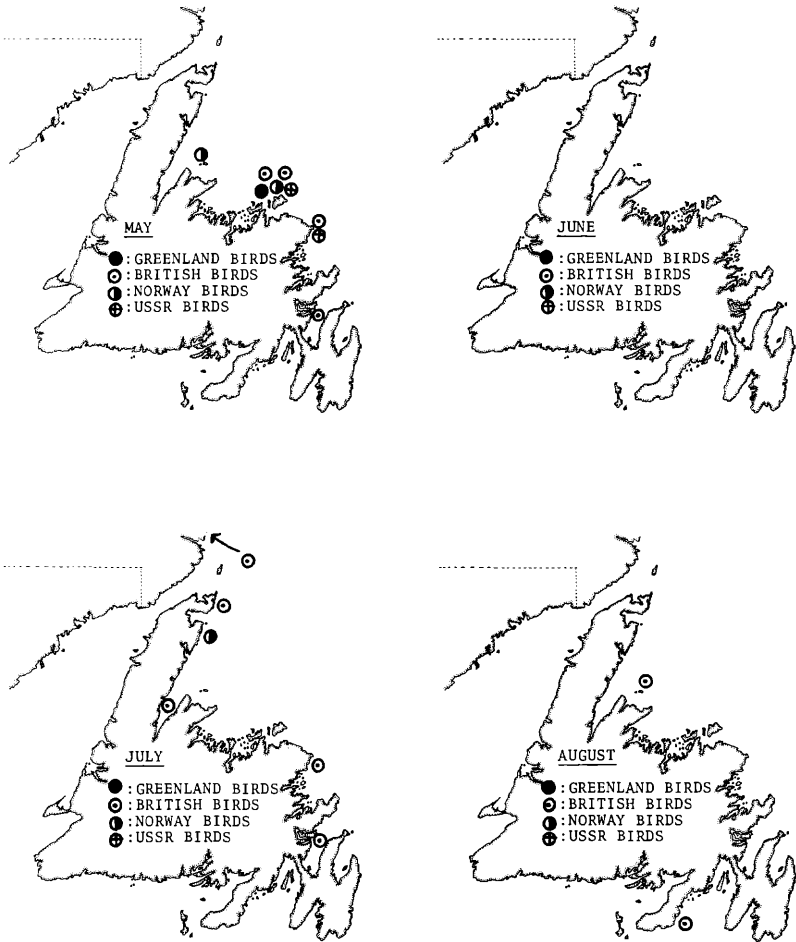 MAY
: GREENLAND BIRDS
: BRITISH BIRDS
: NORWAY BIRDS
: USSR BIRDS
JUNE
: GREENLAND BIRDS
: BRITISH BIRDS
: NORWAY BIRDS
: USSR BIRDS
JULY
: GREENLAND BIRDS
: BRITISH BIRDS
: NORWAY BIRDS
: USSR BIRDS
AUGUST
: GREENLAND BIRDS
: BRITISH BIRDS
: NORWAY BIRDS
: USSR BIRDS